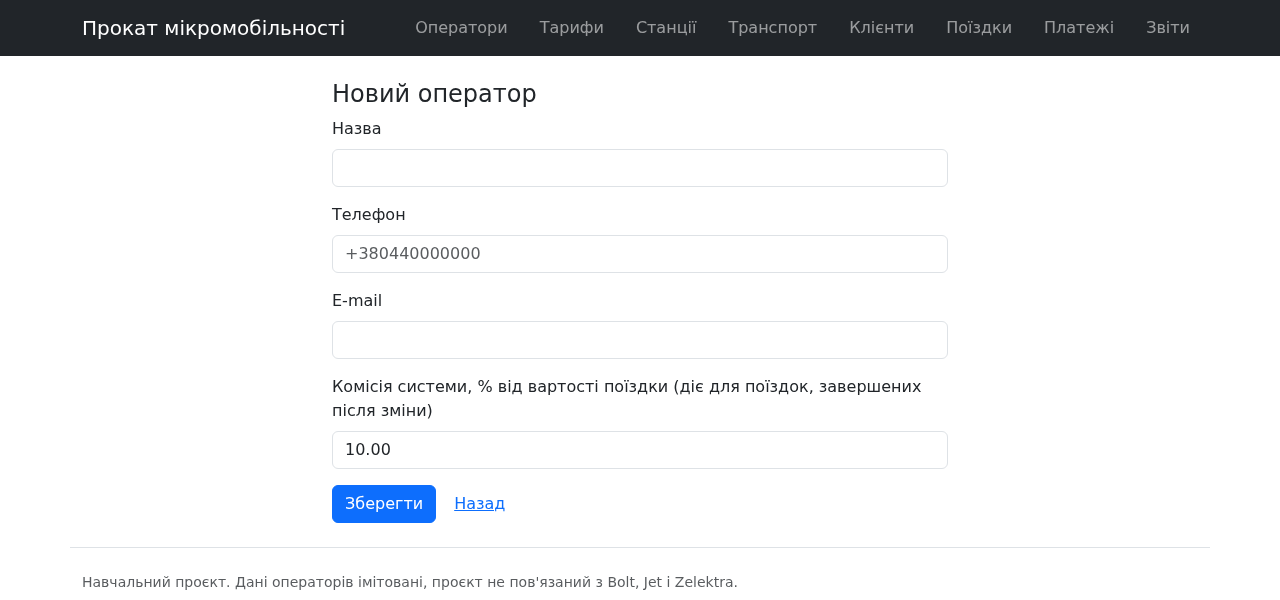 Прокат мікромобільності Оператори Тарифи Станції Транспорт Клієнти Поїздки Платежі Звіти
Новий оператор
Назва
Телефон
+380440000000
E-mail
Комісія системи, % від вартості поїздки (діє для поїздок, завершених
після зміни)
10.00
Зберегти Назад
Навчальний проєкт. Дані операторів імітовані, проєкт не пов'язаний з Bolt, Jet і Zelektra.